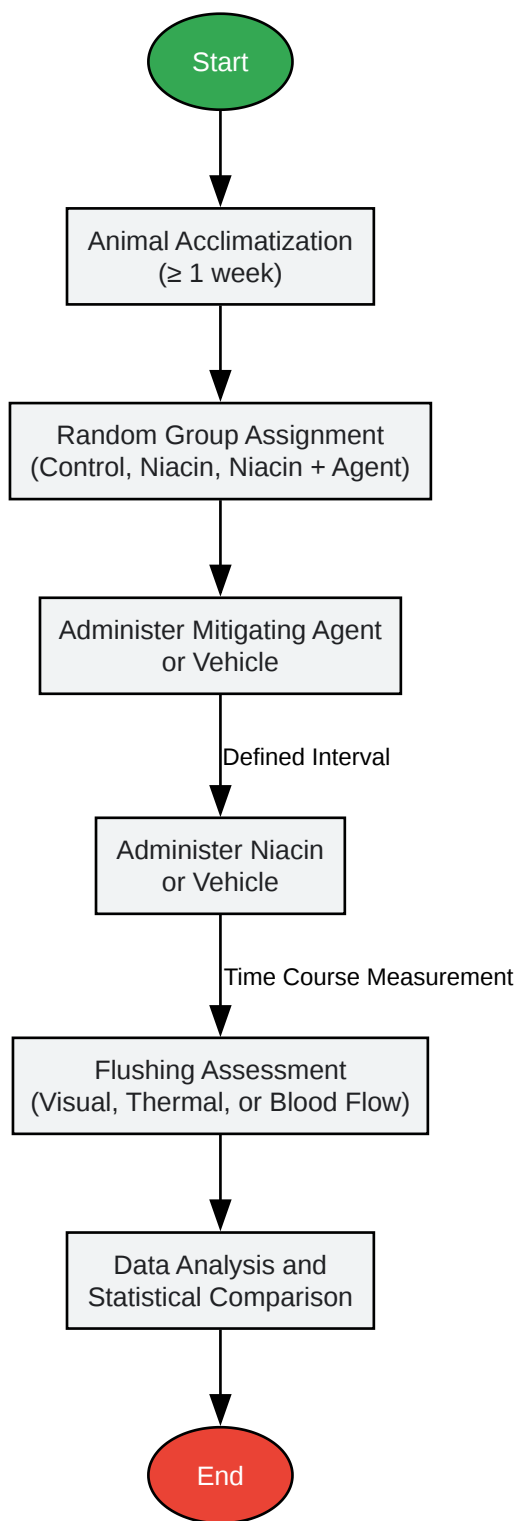 Start
Animal Acclimatization
(≥ 1 week)
Random Group Assignment
(Control, Niacin, Niacin + Agent)
Administer Mitigating Agent
or Vehicle
Defined Interval
Administer Niacin
or Vehicle
Time Course Measurement
Flushing Assessment
(Visual, Thermal, or Blood Flow)
Data Analysis and
Statistical Comparison
End